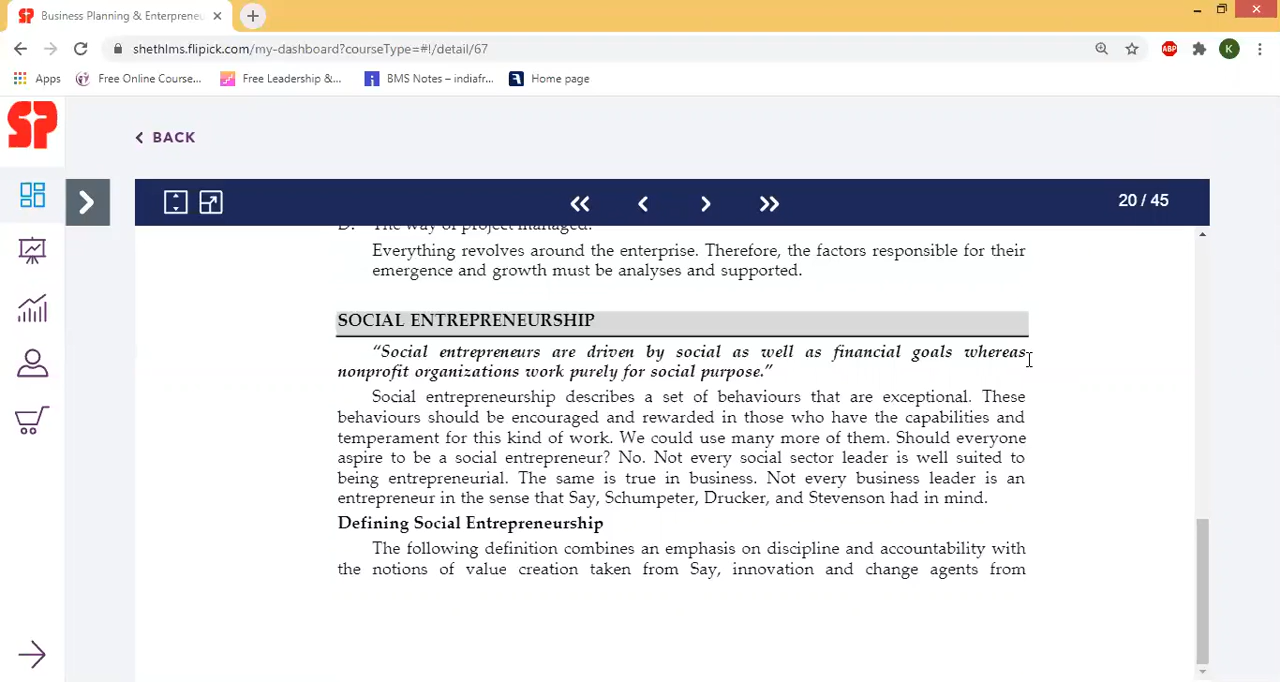 Business Planning & Enterpreneu
shethlms.flipick.com/my-dashboard?courseType=#!/detail/67
ABP
K
Apps
Free Online Course...
Free Leadership &...
BMS Notes – indiafr...
Home page
SP
BACK
20 / 45
D. The way of project managed.
Everything revolves around the enterprise. Therefore, the factors responsible for their
emergence and growth must be analyses and supported.
SOCIAL ENTREPRENEURSHIP
"Social entrepreneurs are driven by social as well as financial goals whereas
nonprofit organizations work purely for social purpose."
Social entrepreneurship describes a set of behaviours that are exceptional. These
behaviours should be encouraged and rewarded in those who have the capabilities and
temperament for this kind of work. We could use many more of them. Should everyone
aspire to be a social entrepreneur? No. Not every social sector leader is well suited to
being entrepreneurial. The same is true in business. Not every business leader is an
entrepreneur in the sense that Say, Schumpeter, Drucker, and Stevenson had in mind.
Defining Social Entrepreneurship
The following definition combines an emphasis on discipline and accountability with
the notions of value creation taken from Say, innovation and change agents from